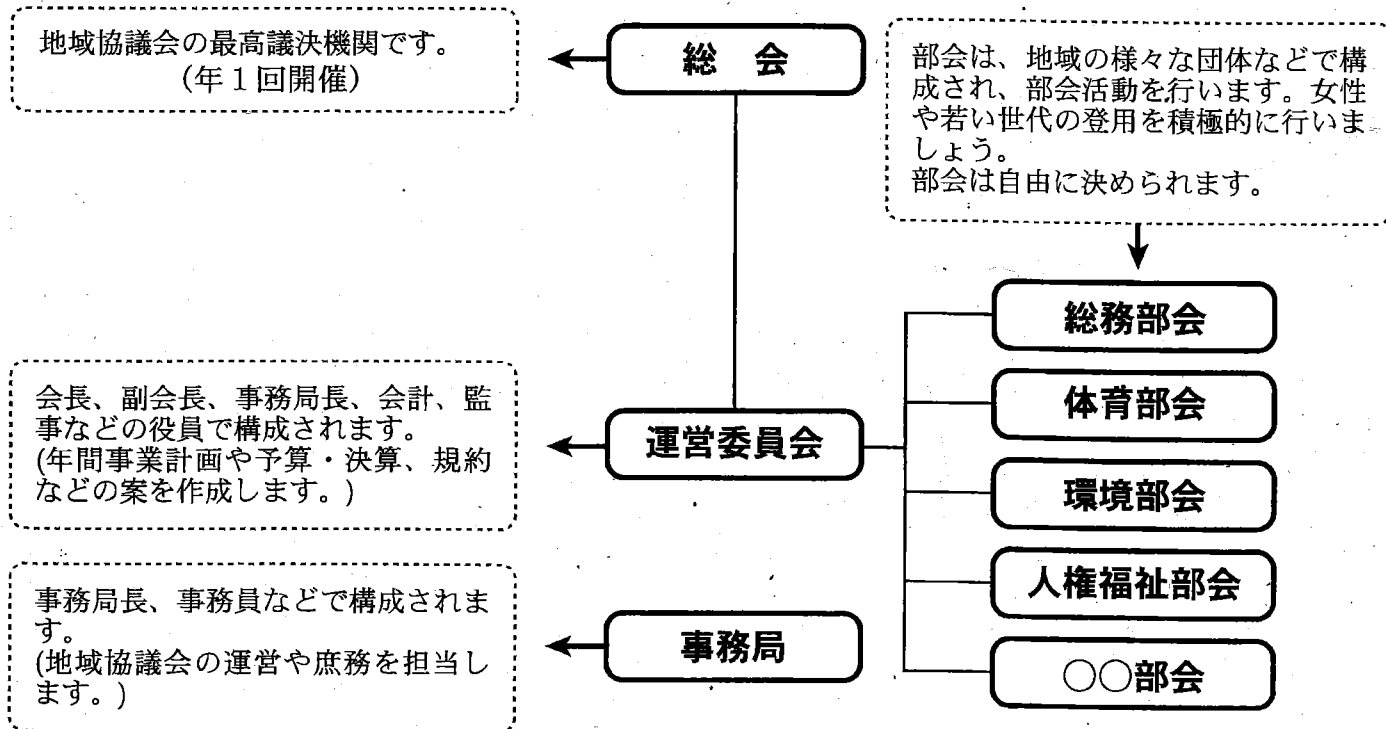 地域協議会の最高議決機関です。
(年１回開催)
総　会
部会は、地域の様々な団体などで構
成され、部会活動を行います。女性
や若い世代の登用を積極的に行いま
しょう。
部会は自由に決められます。
会長、副会長、事務局長、会計、監
事などの役員で構成されます。
(年間事業計画や予算・決算、規約
などの案を作成します。)
運営委員会
総務部会
体育部会
環境部会
人権福祉部会
○○部会
事務局長、事務員などで構成されま
す。
(地域協議会の運営や庶務を担当し
ます。)
事務局